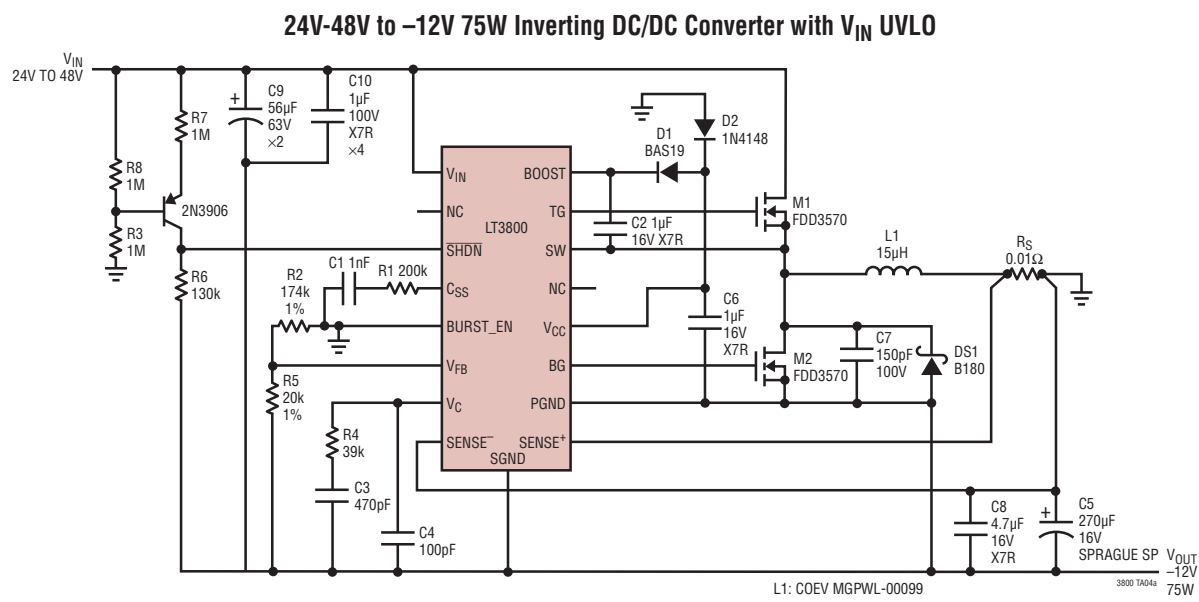 24V-48V to –12V 75W Inverting DC/DC Converter with VIN UVLO
VIN
24V TO 48V
R8
1M
R3
1M
R7
1M
2N3906
R6
130k
C9
56µF
63V
×2
+
C10
1µF
100V
X7R
×4
R2
174k
1%
C1 1nF
R1 200k
R5
20k
1%
R4
39k
C3
470pF
C4
100pF
LT3800
VIN
NC
SHDN
CSS
BURST_EN
VFB
VC
SENSE–
SGND
BOOST
TG
SW
NC
VCC
BG
PGND
SENSE+
D1
BAS19
D2
1N4148
C2 1µF
16V X7R
C6
1µF
16V
X7R
M1
FDD3570
M2
FDD3570
L1
15µH
RS
0.01Ω
C7
150pF
100V
DS1
B180
C8
4.7µF
16V
X7R
+
C5
270µF
16V
SPRAGUE SP
VOUT
–12V
75W
L1: COEV MGPWL-00099
3800 TA04a